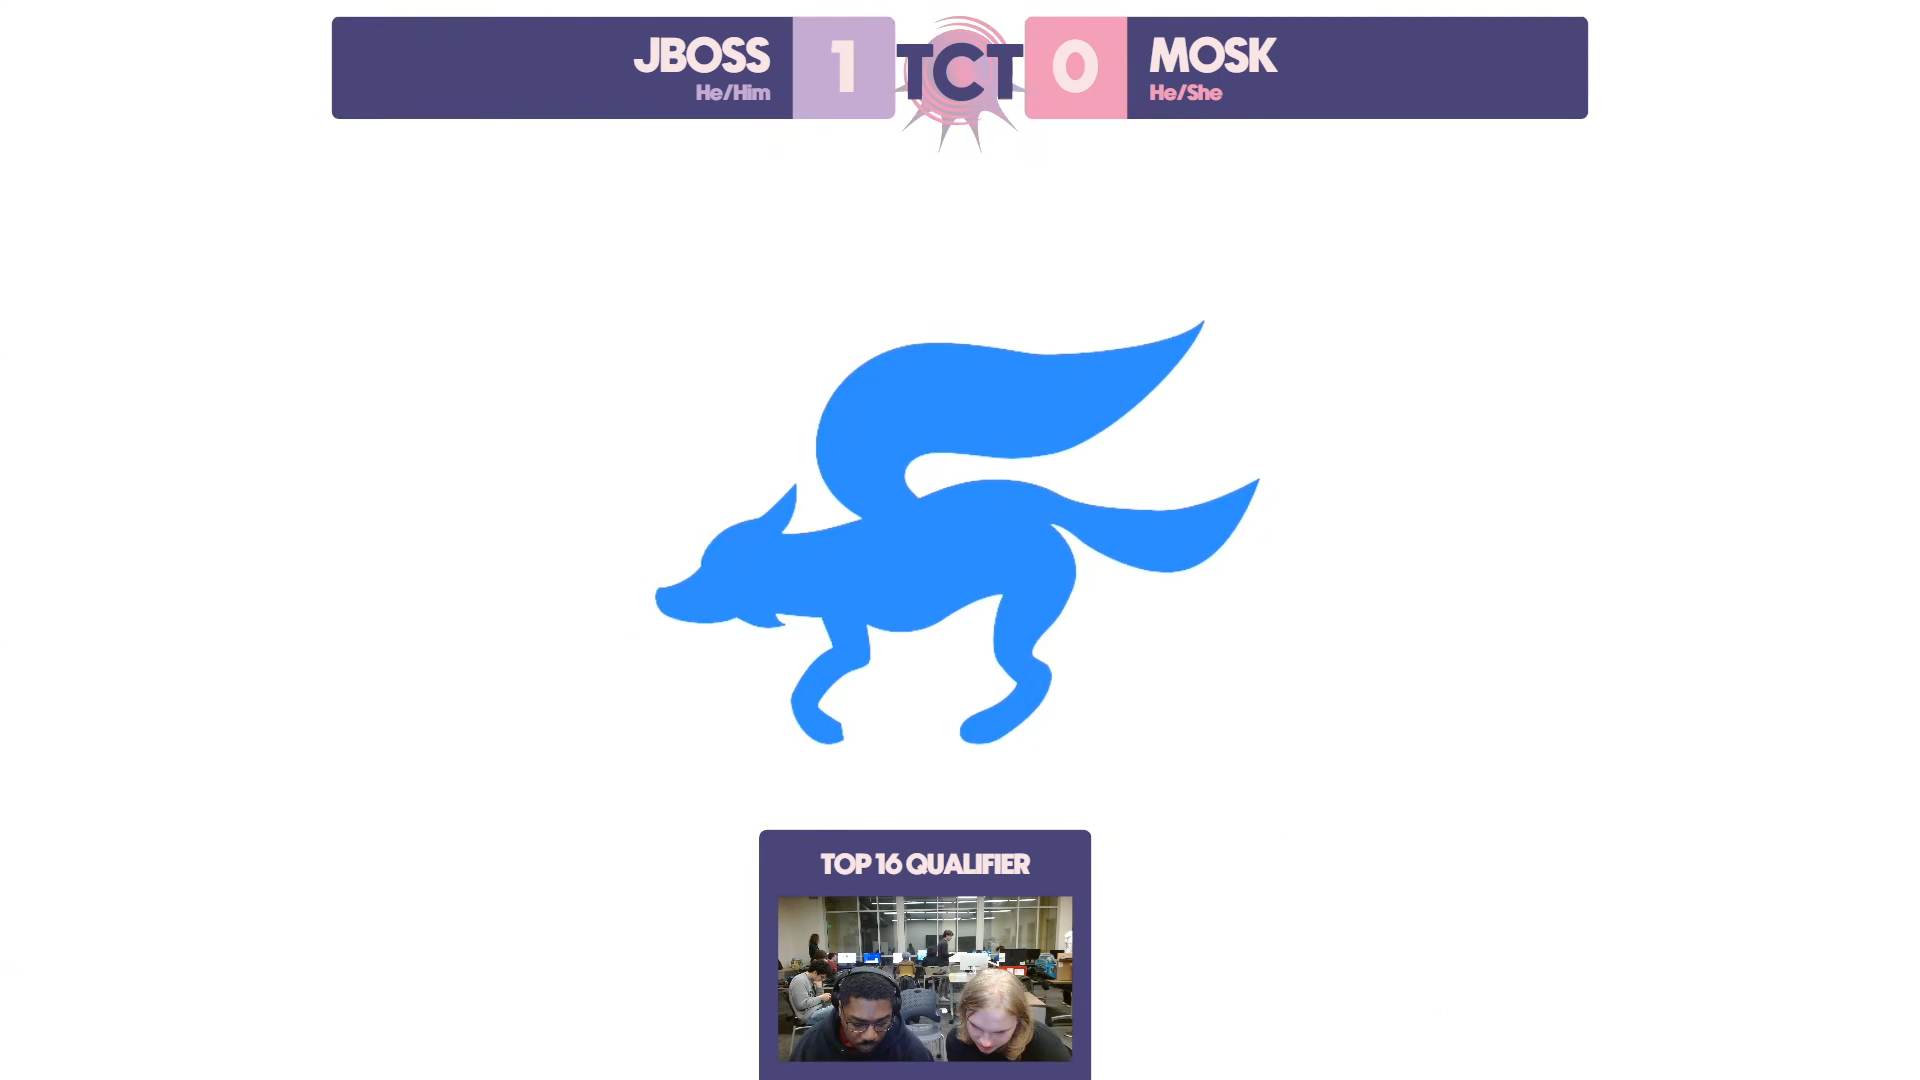 JBOSS
He/Him
1
TCT
0
MOSK
He/She
TOP 16 QUALIFIER